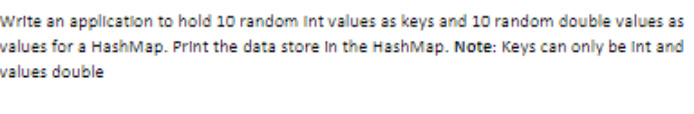 Write an application to hold 10 random int values as keys and 10 random double values as
values for a HashMap. Print the data store in the HashMap. Note: Keys can only be int and
values double